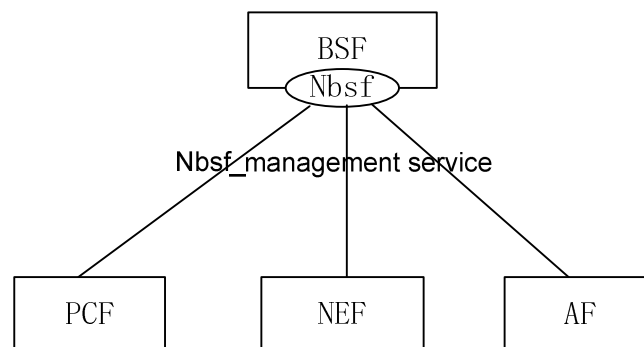 BSF
Nbsf
Nbsf_management service
PCF
NEF
AF